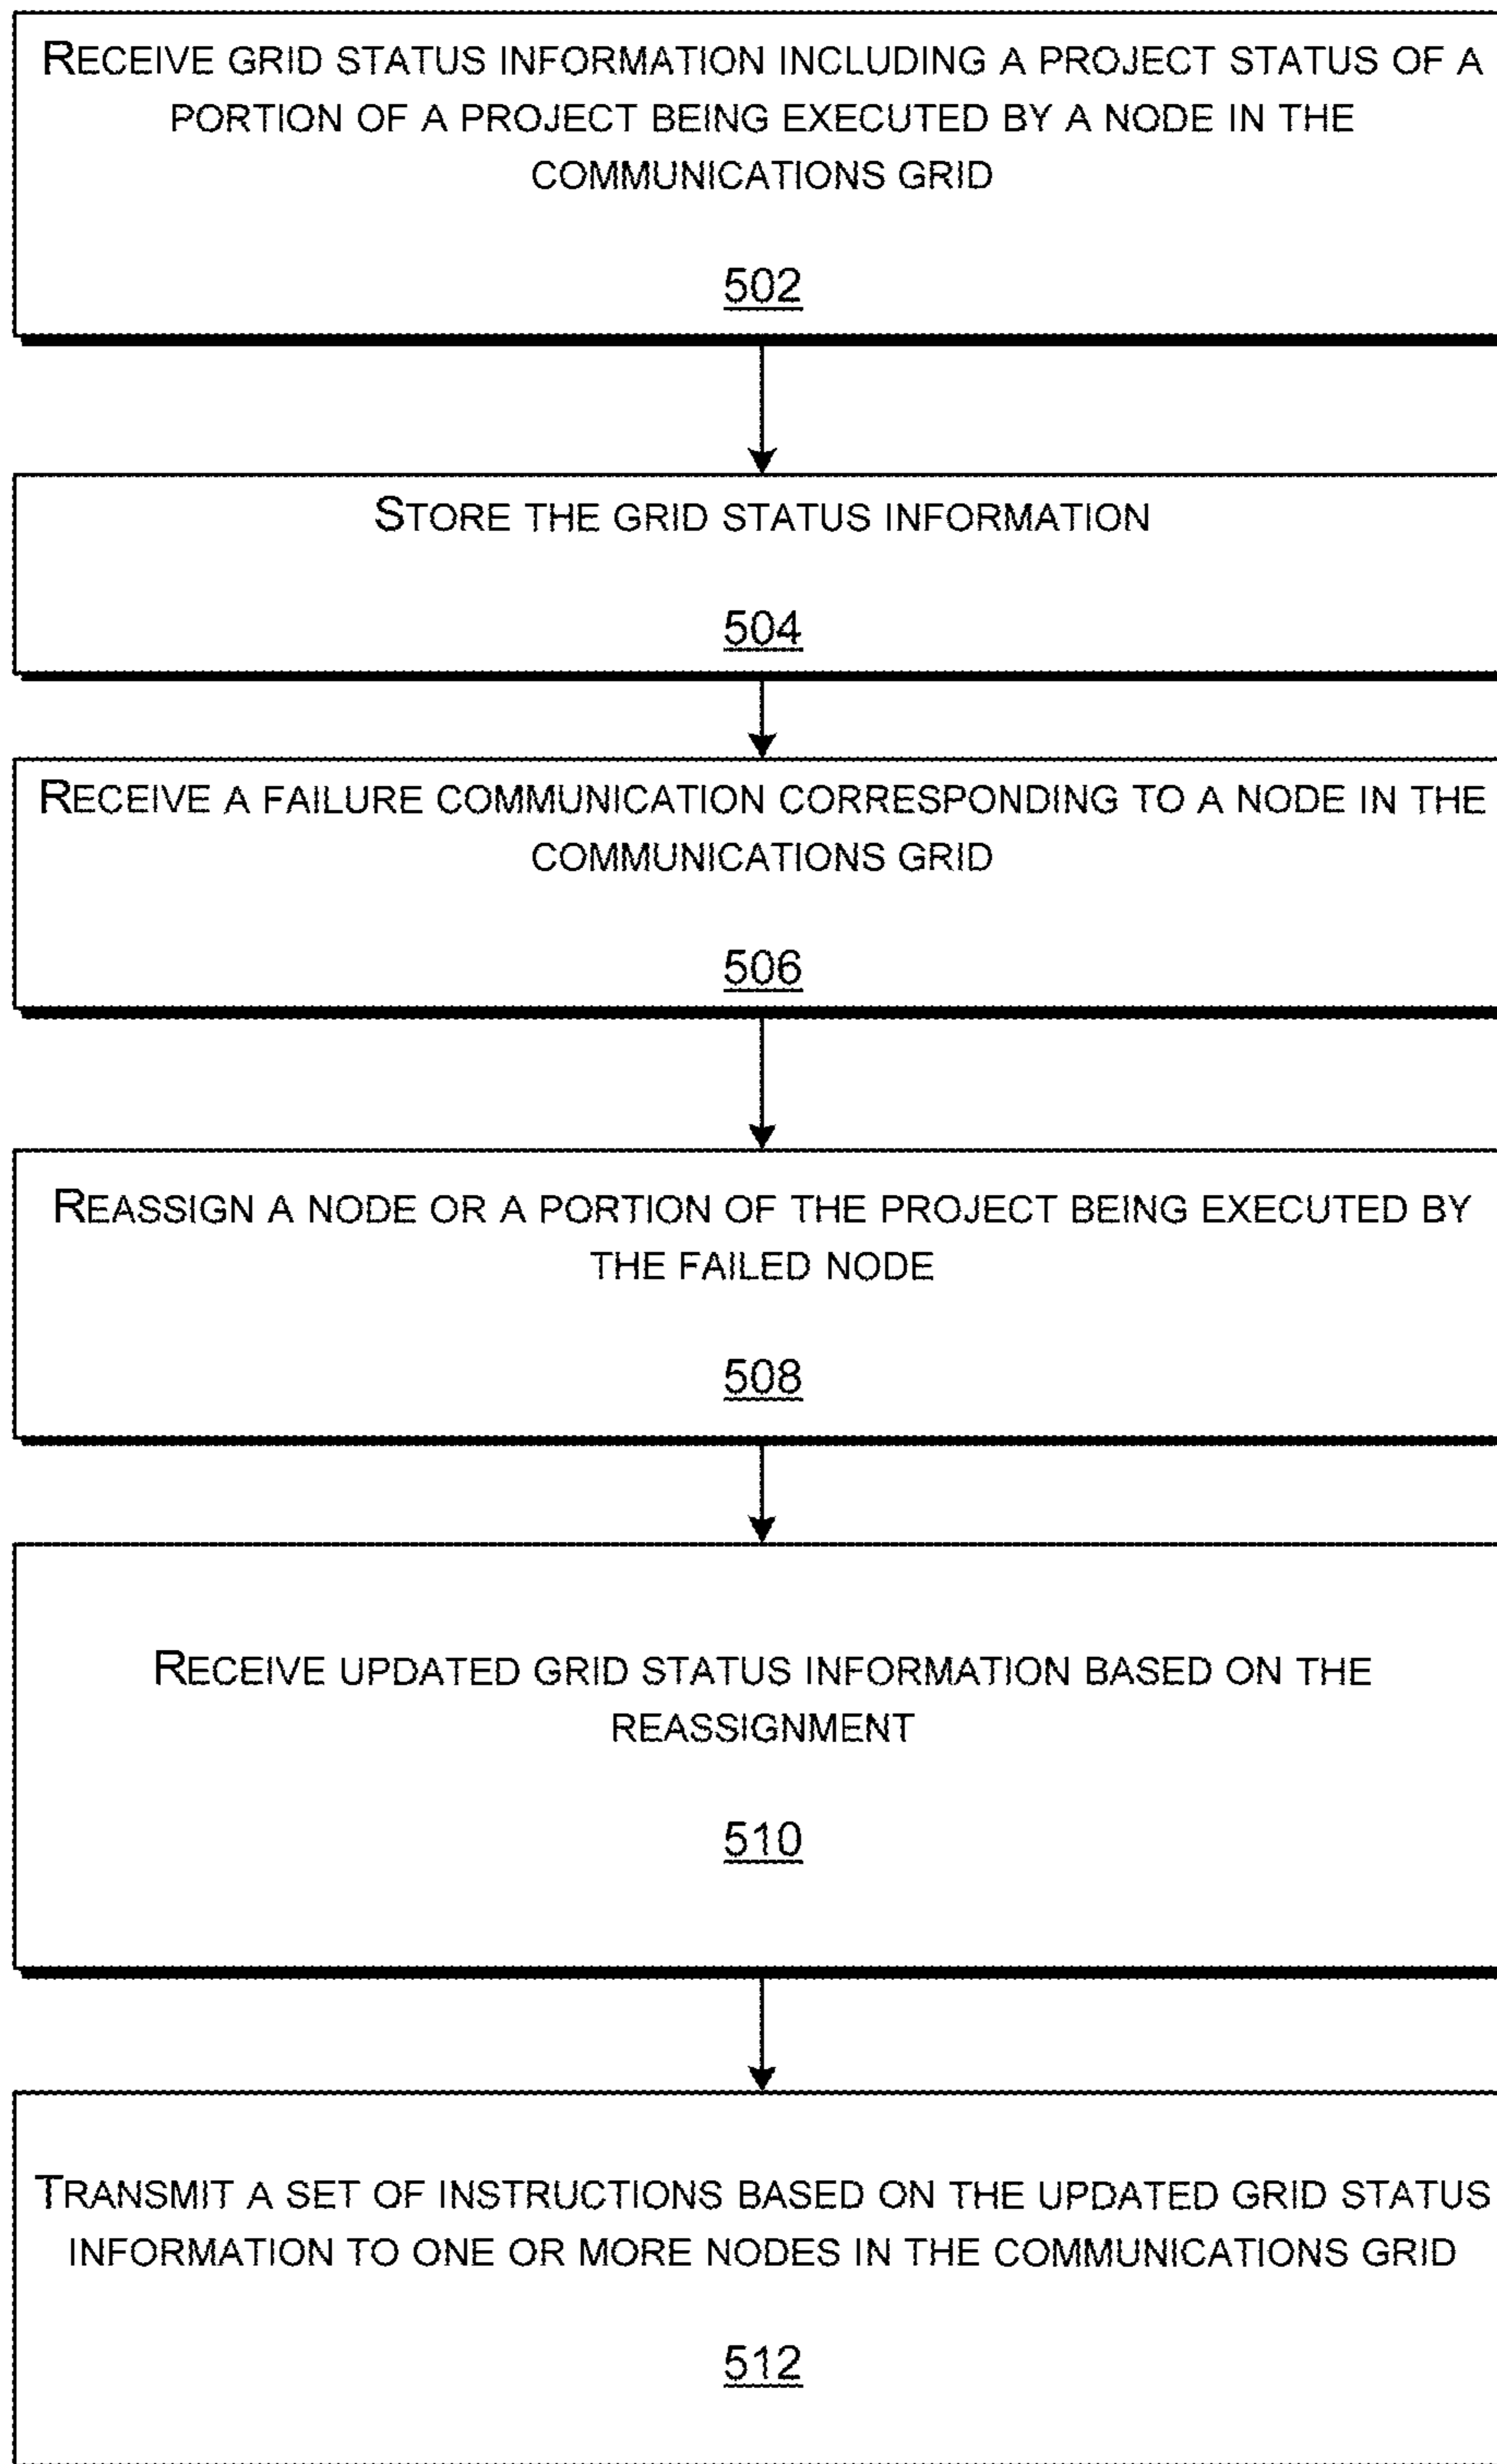 RECEIVE GRID STATUS INFORMATION INCLUDING A PROJECT STATUS OF A
PORTION OF A PROJECT BEING EXECUTED BY A NODE IN THE
COMMUNICATIONS GRID
502
STORE THE GRID STATUS INFORMATION
504
RECEIVE A FAILURE COMMUNICATION CORRESPONDING TO A NODE IN THE
COMMUNICATIONS GRID
506
REASSIGN A NODE OR A PORTION OF THE PROJECT BEING EXECUTED BY
THE FAILED NODE
508
RECEIVE UPDATED GRID STATUS INFORMATION BASED ON THE
REASSIGNMENT
510
TRANSMIT A SET OF INSTRUCTIONS BASED ON THE UPDATED GRID STATUS
INFORMATION TO ONE OR MORE NODES IN THE COMMUNICATIONS GRID
512